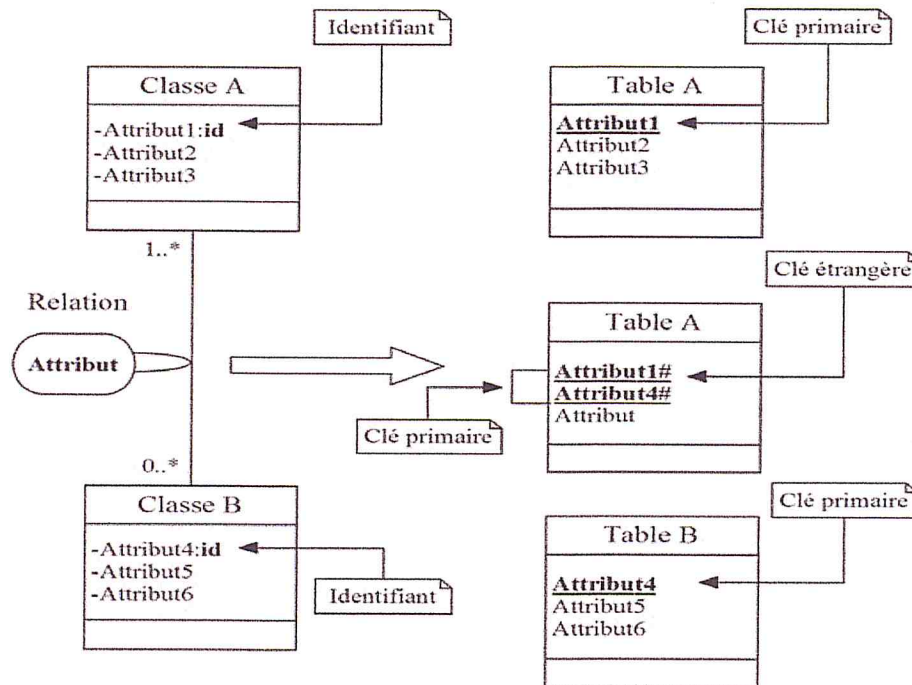 Identifiant
Classe A
-Attribut1:id
-Attribut2
-Attribut3
1..*
Relation
Attribut
0..*
Classe B
-Attribut4:id
-Attribut5
-Attribut6
Identifiant
Clé primaire
Table A
Attribut1
Attribut2
Attribut3
Clé étrangère
Table A
Attribut1#
Attribut4#
Attribut
Clé primaire
Clé primaire
Table B
Attribut4
Attribut5
Attribut6